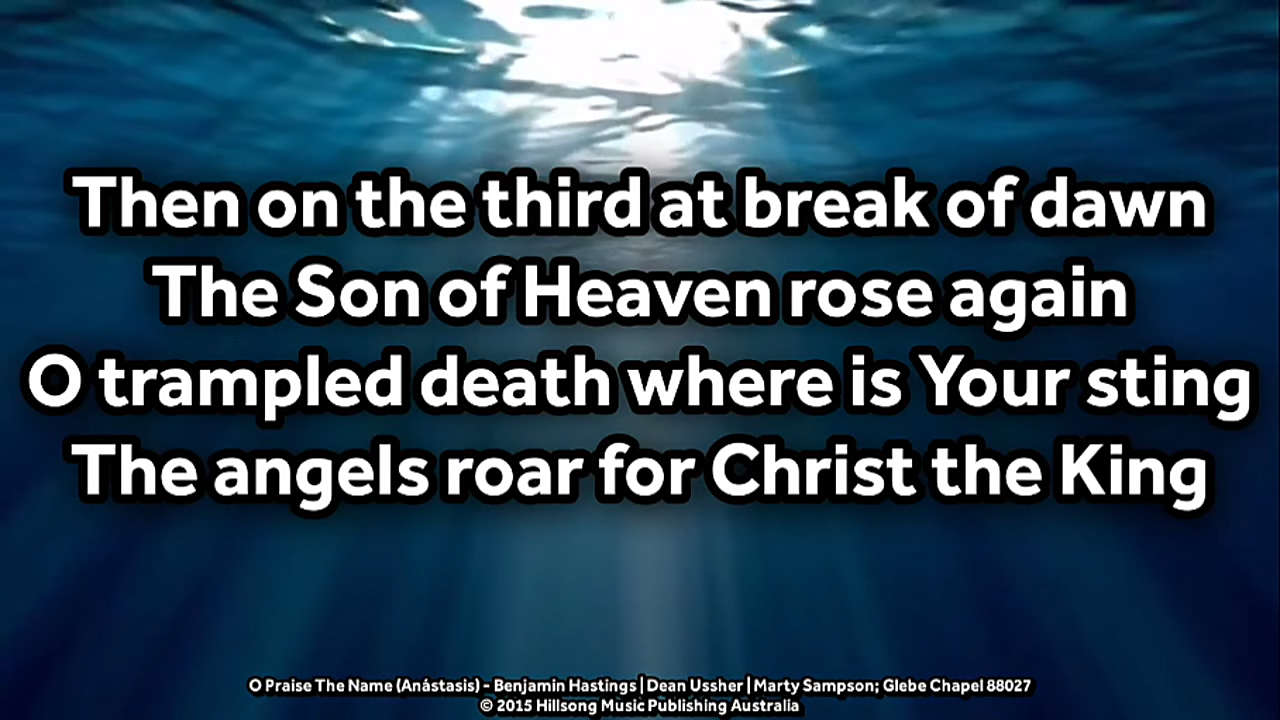 Then on the third at break of dawn
The Son of Heaven rose again
O trampled death where is Your sting
The angels roar for Christ the King
O Praise The Name (Anástasis) - Benjamin Hastings | Dean Ussher | Marty Sampson; Glebe Chapel 88027
© 2015 Hillsong Music Publishing Australia